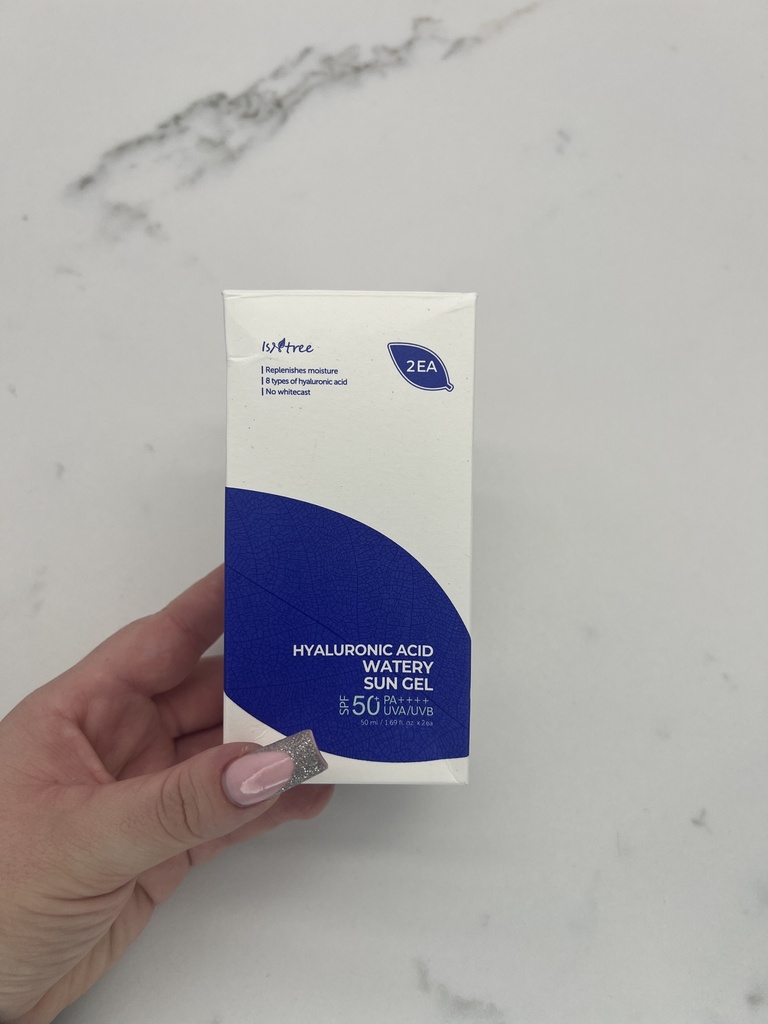 Isntree
Replenishes moisture
8 types of hyaluronic acid
No whitecast
2EA
HYALURONIC ACID
WATERY
SUN GEL
SPF 50+ PA++++
UVA/UVB
50 ml / 1.69 fl. oz. x 2ea